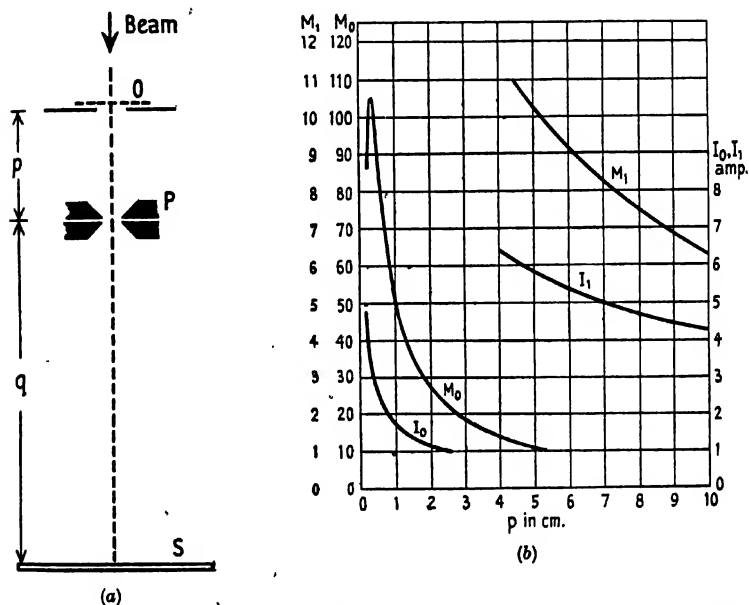 Beam
O
p
P
q
S
(a)
M₁ M₀
12 120
11 110
10 100
9 90
8 80
7 70
6 60
5 50
4 40
3 30
2 20
1 10
0 0
I₀,I₁
amp.
8
7
6
5
4
3
2
1
0
M₁
I₁
M₀
I₀
0 1 2 3 4 5 6 7 8 9 10
p in cm.
(b)